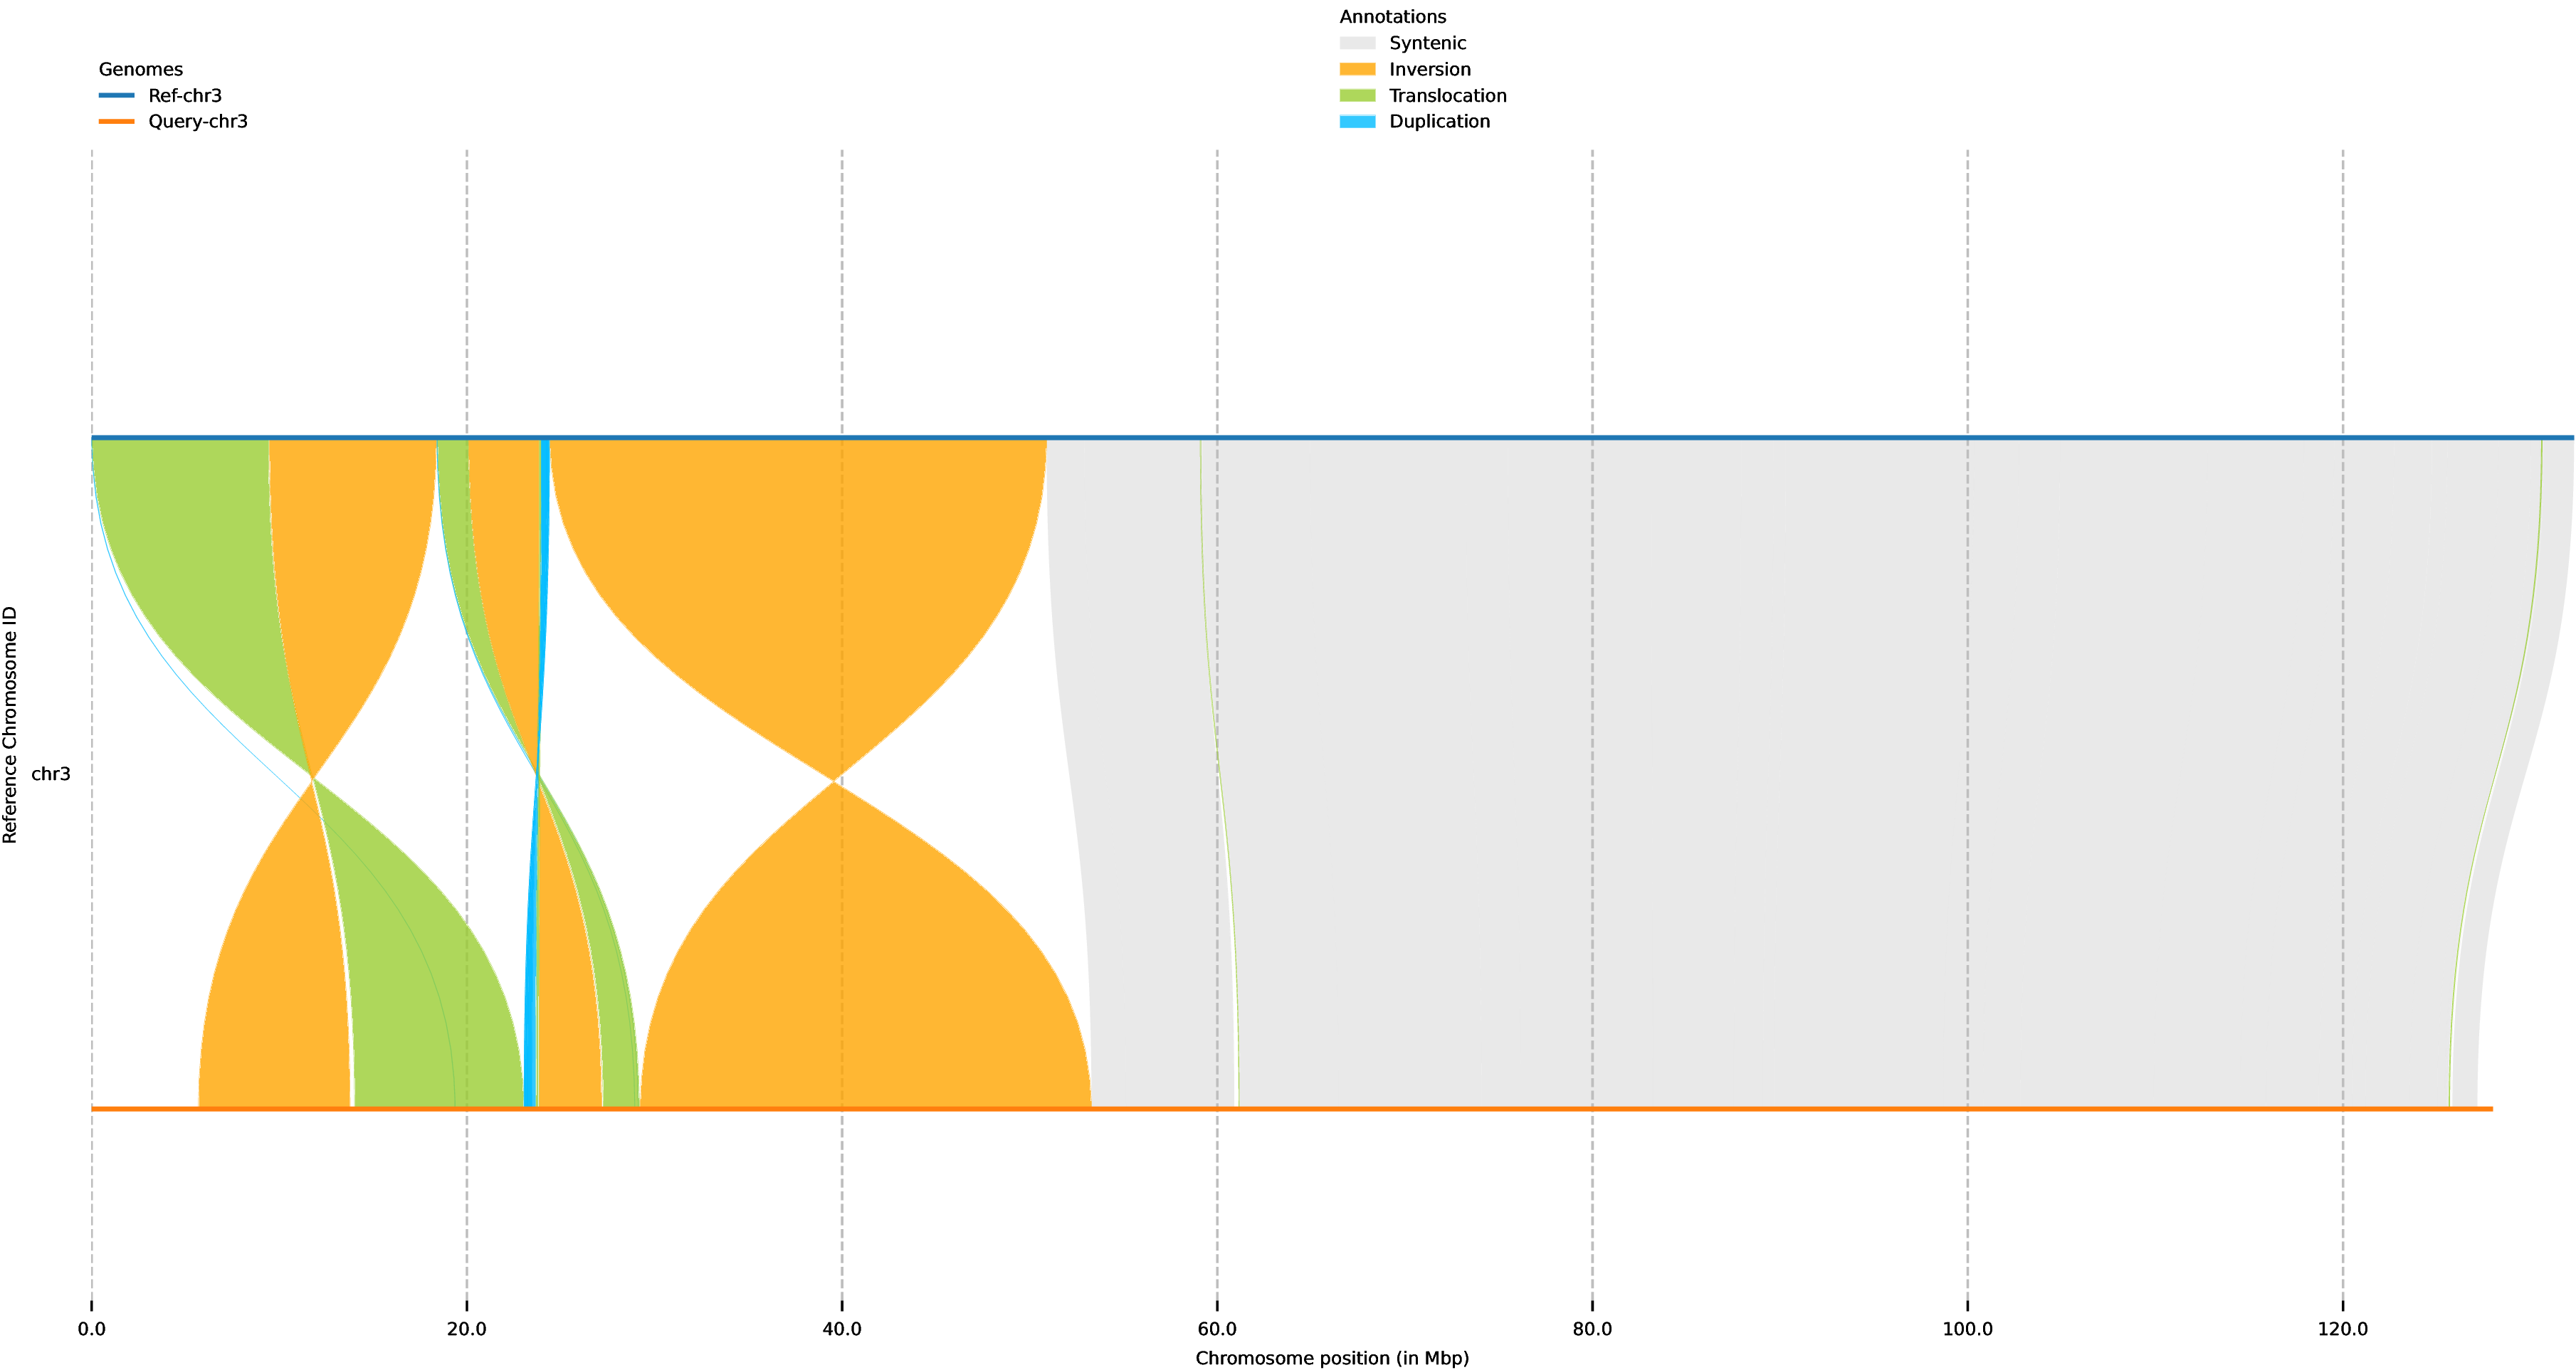 Genomes
Ref-chr3
Query-chr3
Annotations
Syntenic
Inversion
Translocation
Duplication
Reference Chromosome ID
chr3
0.0 20.0 40.0 60.0 80.0 100.0 120.0
Chromosome position (in Mbp)